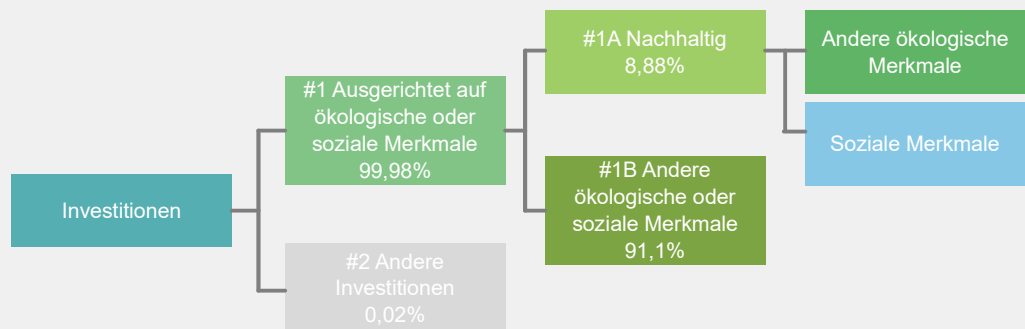 Investitionen
#1 Ausgerichtet auf
ökologische oder
soziale Merkmale
99,98%
#2 Andere
Investitionen
0,02%
#1A Nachhaltig
8,88%
#1B Andere
ökologische oder
soziale Merkmale
91,1%
Andere ökologische
Merkmale
Soziale Merkmale